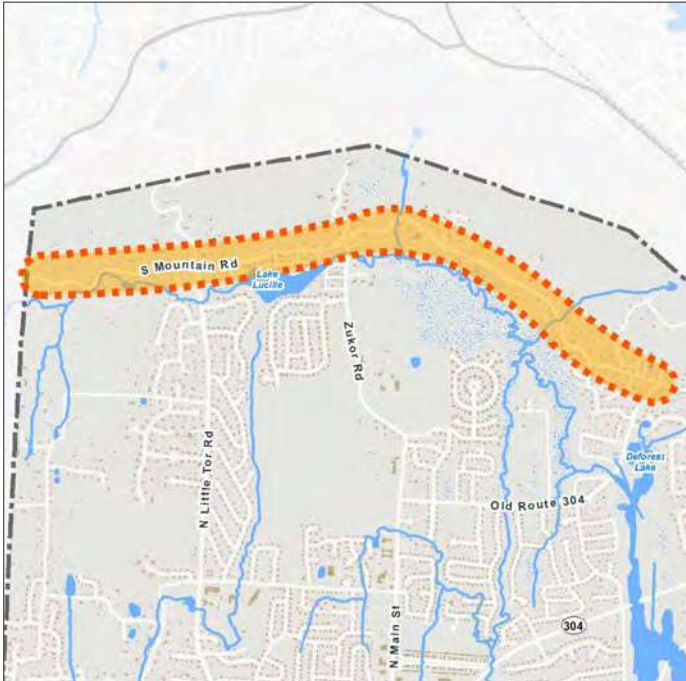 S Mountain Rd
Lake
Lucille
Zukor Rd
N Little Tor Rd
Deforest
Lake
Old Route 304
304
N Main St